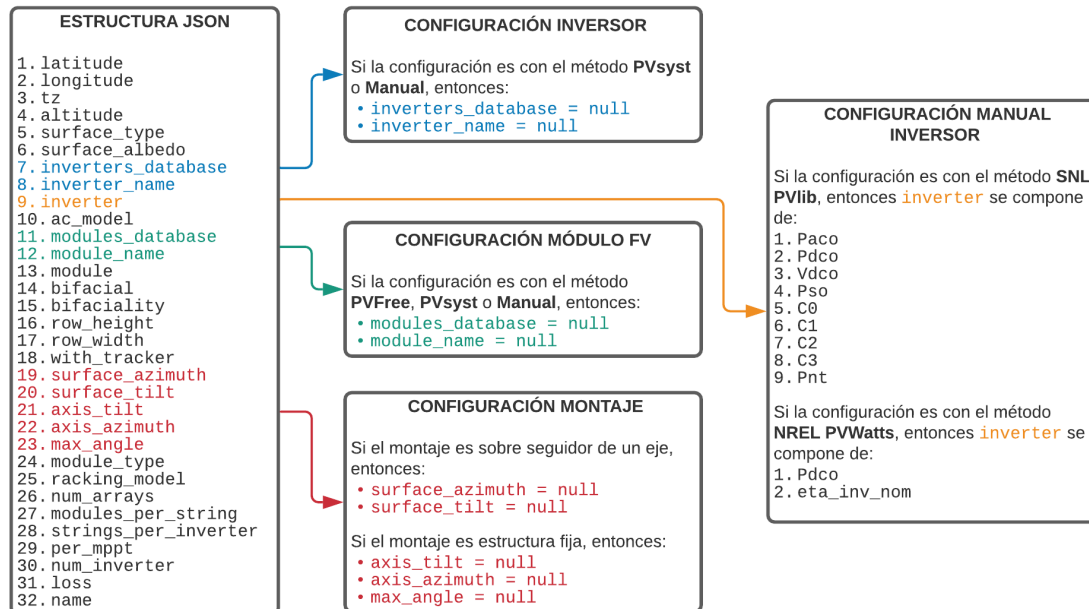 ESTRUCTURA JSON
1. latitude
2. longitude
3. tz
4. altitude
5. surface_type
6. surface_albedo
7. inverters_database
8. inverter_name
9. inverter
10. ac_model
11. modules_database
12. module_name
13. module
14. bifacial
15. bifaciality
16. row_height
17. row_width
18. with_tracker
19. surface_azimuth
20. surface_tilt
21. axis_tilt
22. axis_azimuth
23. max_angle
24. module_type
25. racking_model
26. num_arrays
27. modules_per_string
28. strings_per_inverter
29. per_mppt
30. num_inverter
31. loss
32. name
CONFIGURACIÓN INVERSOR
Si la configuración es con el método PVsyst
o Manual, entonces:
• inverters_database = null
• inverter_name = null
CONFIGURACIÓN MÓDULO FV
Si la configuración es con el método
PVFree, PVsyst o Manual, entonces:
• modules_database = null
• module_name = null
CONFIGURACIÓN MONTAJE
Si el montaje es sobre seguidor de un eje,
entonces:
• surface_azimuth = null
• surface_tilt = null
Si el montaje es estructura fija, entonces:
• axis_tilt = null
• axis_azimuth = null
• max_angle = null
CONFIGURACIÓN MANUAL
INVERSOR
Si la configuración es con el método SNL
PVlib, entonces inverter se compone
de:
1. Paco
2. Pdco
3. Vdco
4. Pso
5. C0
6. C1
7. C2
8. C3
9. Pnt
Si la configuración es con el método
NREL PVWatts, entonces inverter se
compone de:
1. Pdco
2. eta_inv_nom